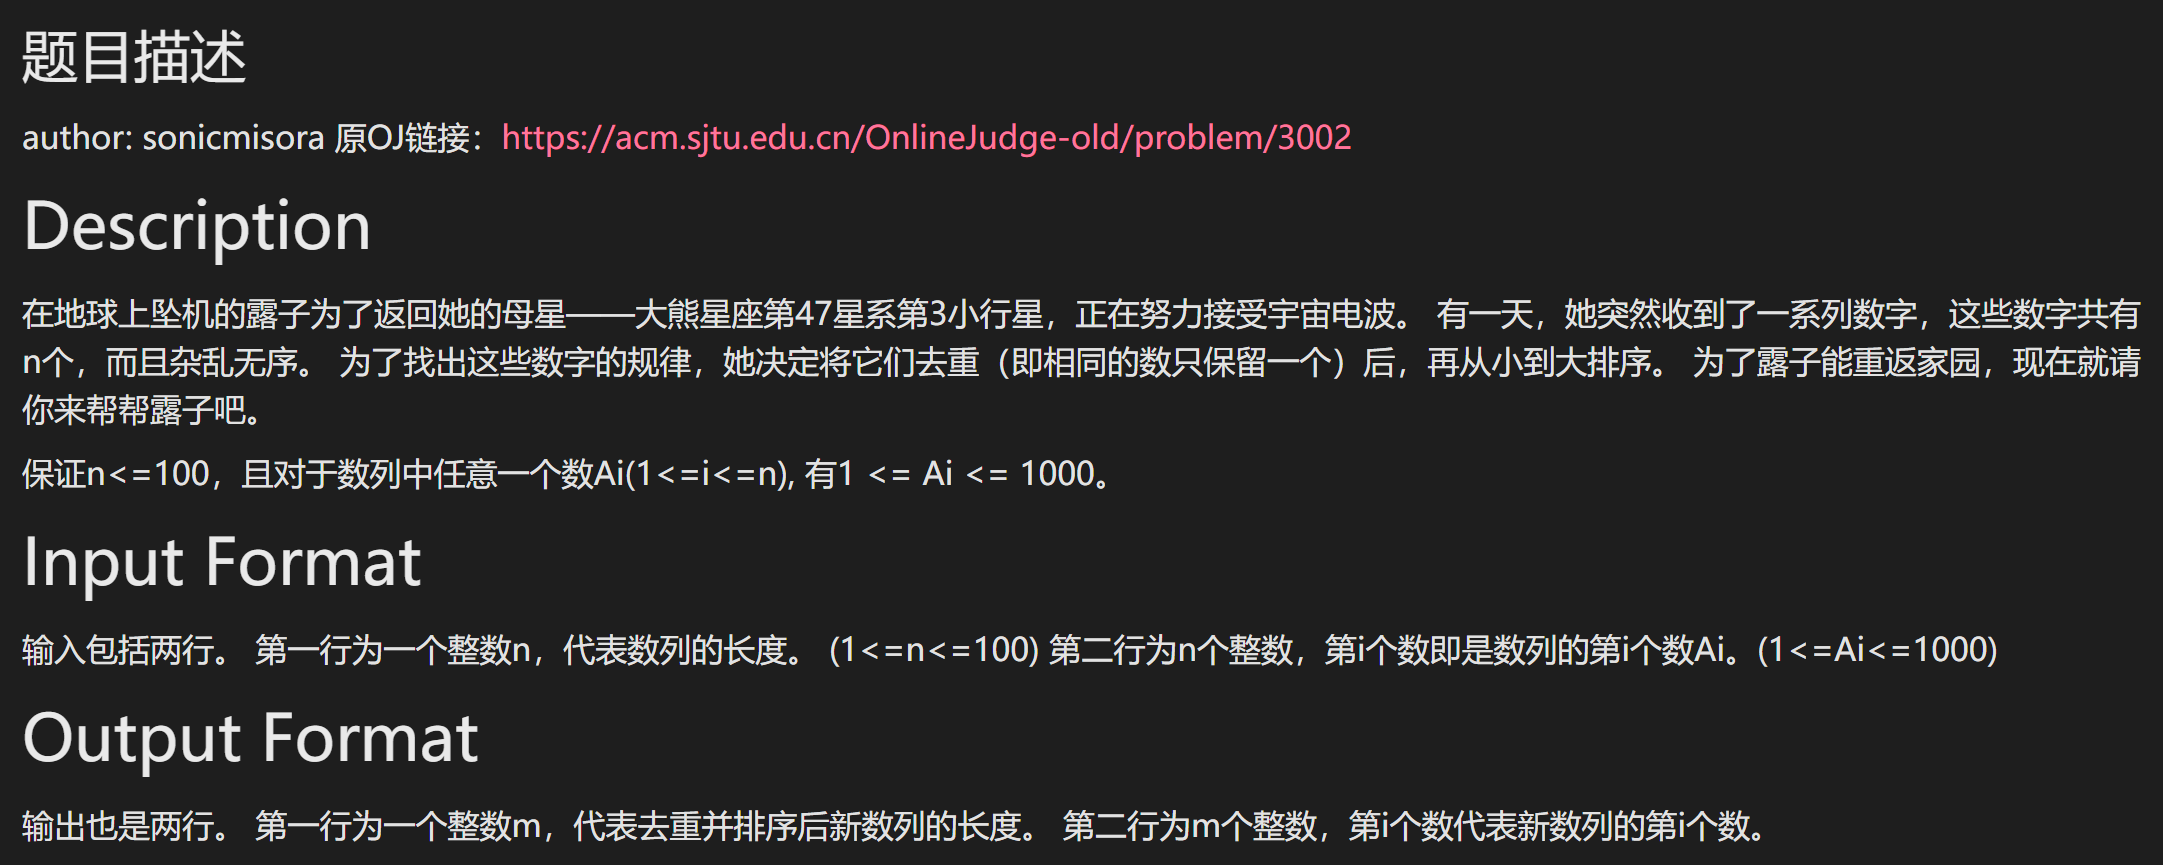 题目描述
author: sonicmisora 原OJ链接：https://acm.sjtu.edu.cn/OnlineJudge-old/problem/3002
Description
在地球上坠机的露子为了返回她的母星——大熊星座第47星系第3小行星，正在努力接受宇宙电波。 有一天，她突然收到了一系列数字，这些数字共有
n个，而且杂乱无序。 为了找出这些数字的规律，她决定将它们去重（即相同的数只保留一个）后，再从小到大排序。 为了露子能重返家园，现在就请
你来帮帮露子吧。
保证n<=100，且对于数列中任意一个数Ai(1<=i<=n), 有1 <= Ai <= 1000。
Input Format
输入包括两行。 第一行为一个整数n，代表数列的长度。 (1<=n<=100) 第二行为n个整数，第i个数即是数列的第i个数Ai。(1<=Ai<=1000)
Output Format
输出也是两行。 第一行为一个整数m，代表去重并排序后新数列的长度。 第二行为m个整数，第i个数代表新数列的第i个数。